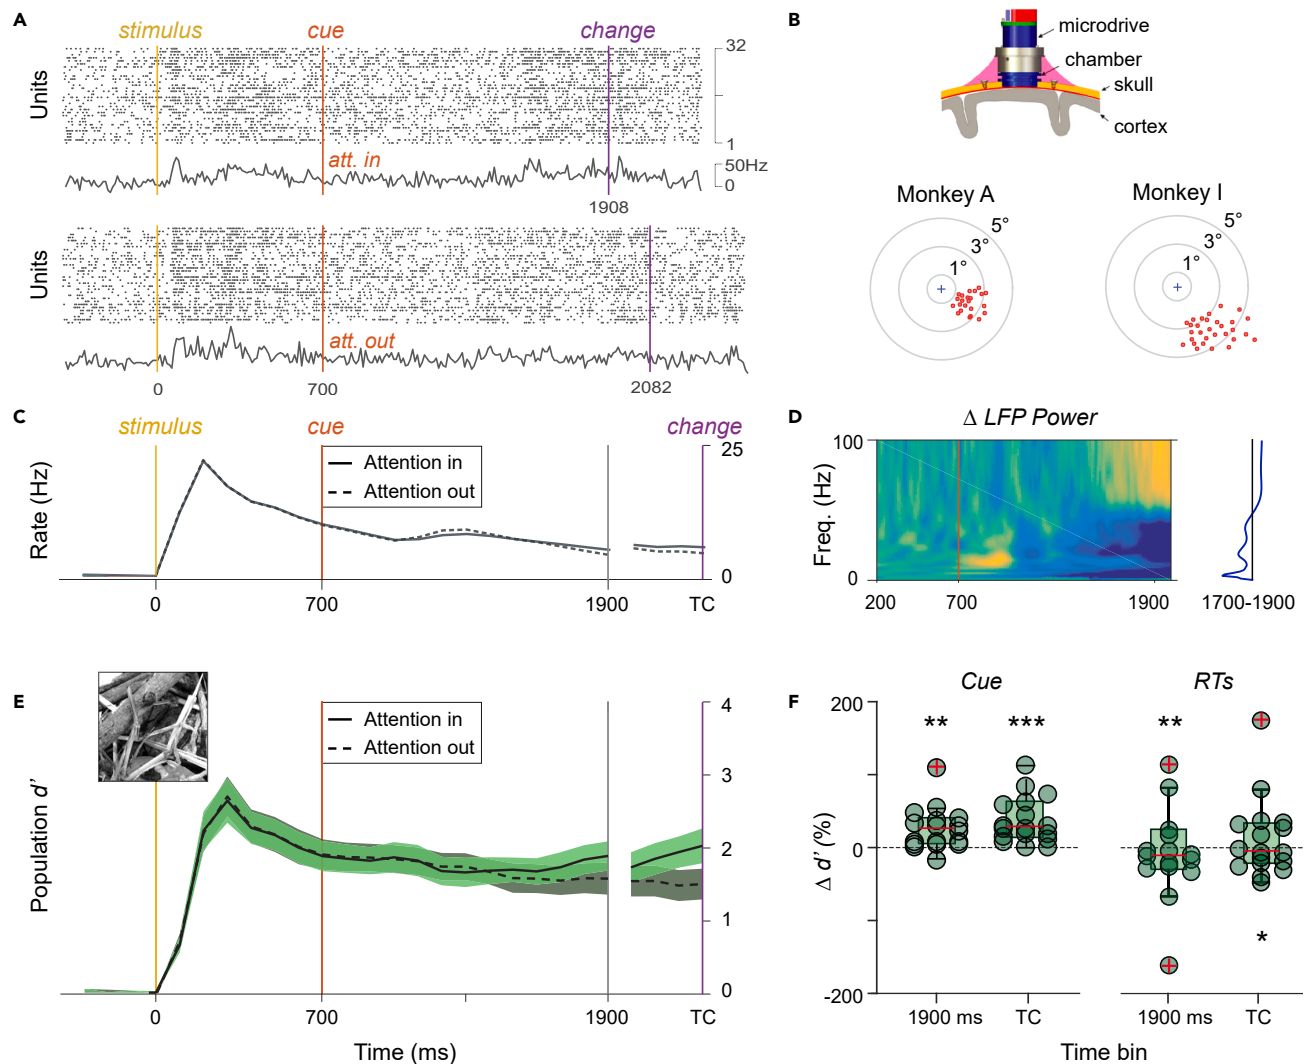 A
stimulus
cue
change
Units
32
1
att. in
50Hz
0
1908
Units
att. out
0
700
2082
B
microdrive
chamber
skull
cortex
Monkey A
Monkey I
5°
3°
1°
5°
3°
1°
C
stimulus
cue
change
Rate (Hz)
Attention in
Attention out
25
0
0
700
1900
TC
D
Δ LFP Power
Freq. (Hz)
100
0
200
700
1900
1700-1900
E
Population d'
Attention in
Attention out
4
3
2
1
0
0
700
1900
TC
Time (ms)
F
Cue
RTs
Δ d' (%)
200
0
-200
**
***
**
*
1900 ms
TC
1900 ms
TC
Time bin